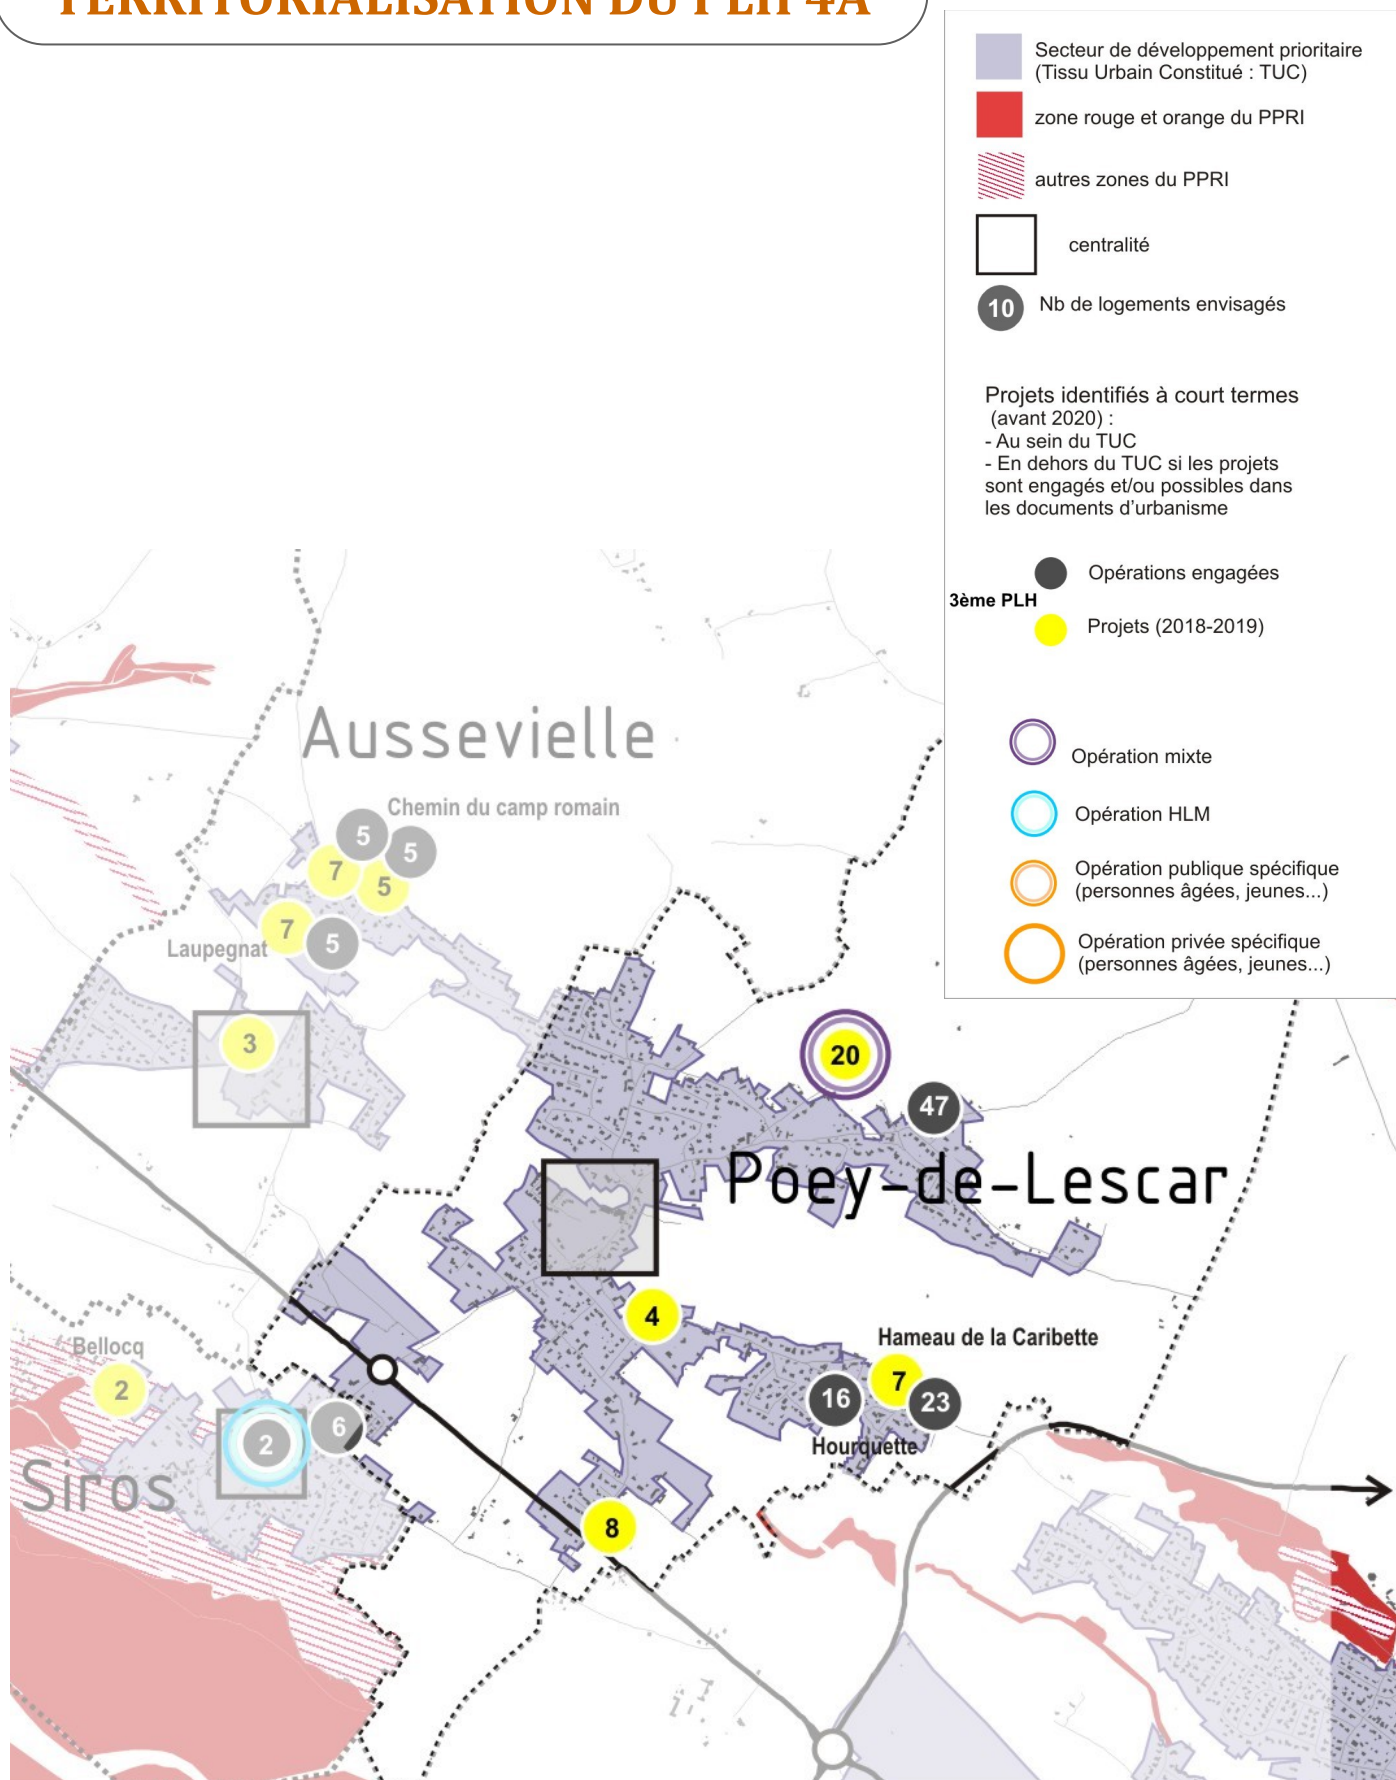 TERRITORIALISATION DU PLH 4A
Secteur de développement prioritaire
(Tissu Urbain Constitué : TUC)
zone rouge et orange du PPRI
autres zones du PPRI
centralité
10 Nb de logements envisagés
Projets identifiés à court termes
(avant 2020) :
- Au sein du TUC
- En dehors du TUC si les projets
sont engagés et/ou possibles dans
les documents d'urbanisme
Opérations engagées
3ème PLH
Projets (2018-2019)
Opération mixte
Opération HLM
Opération publique spécifique
(personnes âgées, jeunes...)
Opération privée spécifique
(personnes âgées, jeunes...)
Aussevielle
Chemin du camp romain
5
5
7
5
7
5
Laupegnat
3
20
47
Poey-de-Lescar
4
Hameau de la Caribette
7
16
23
Hourquette
Bellocq
2
6
2
Siros
8